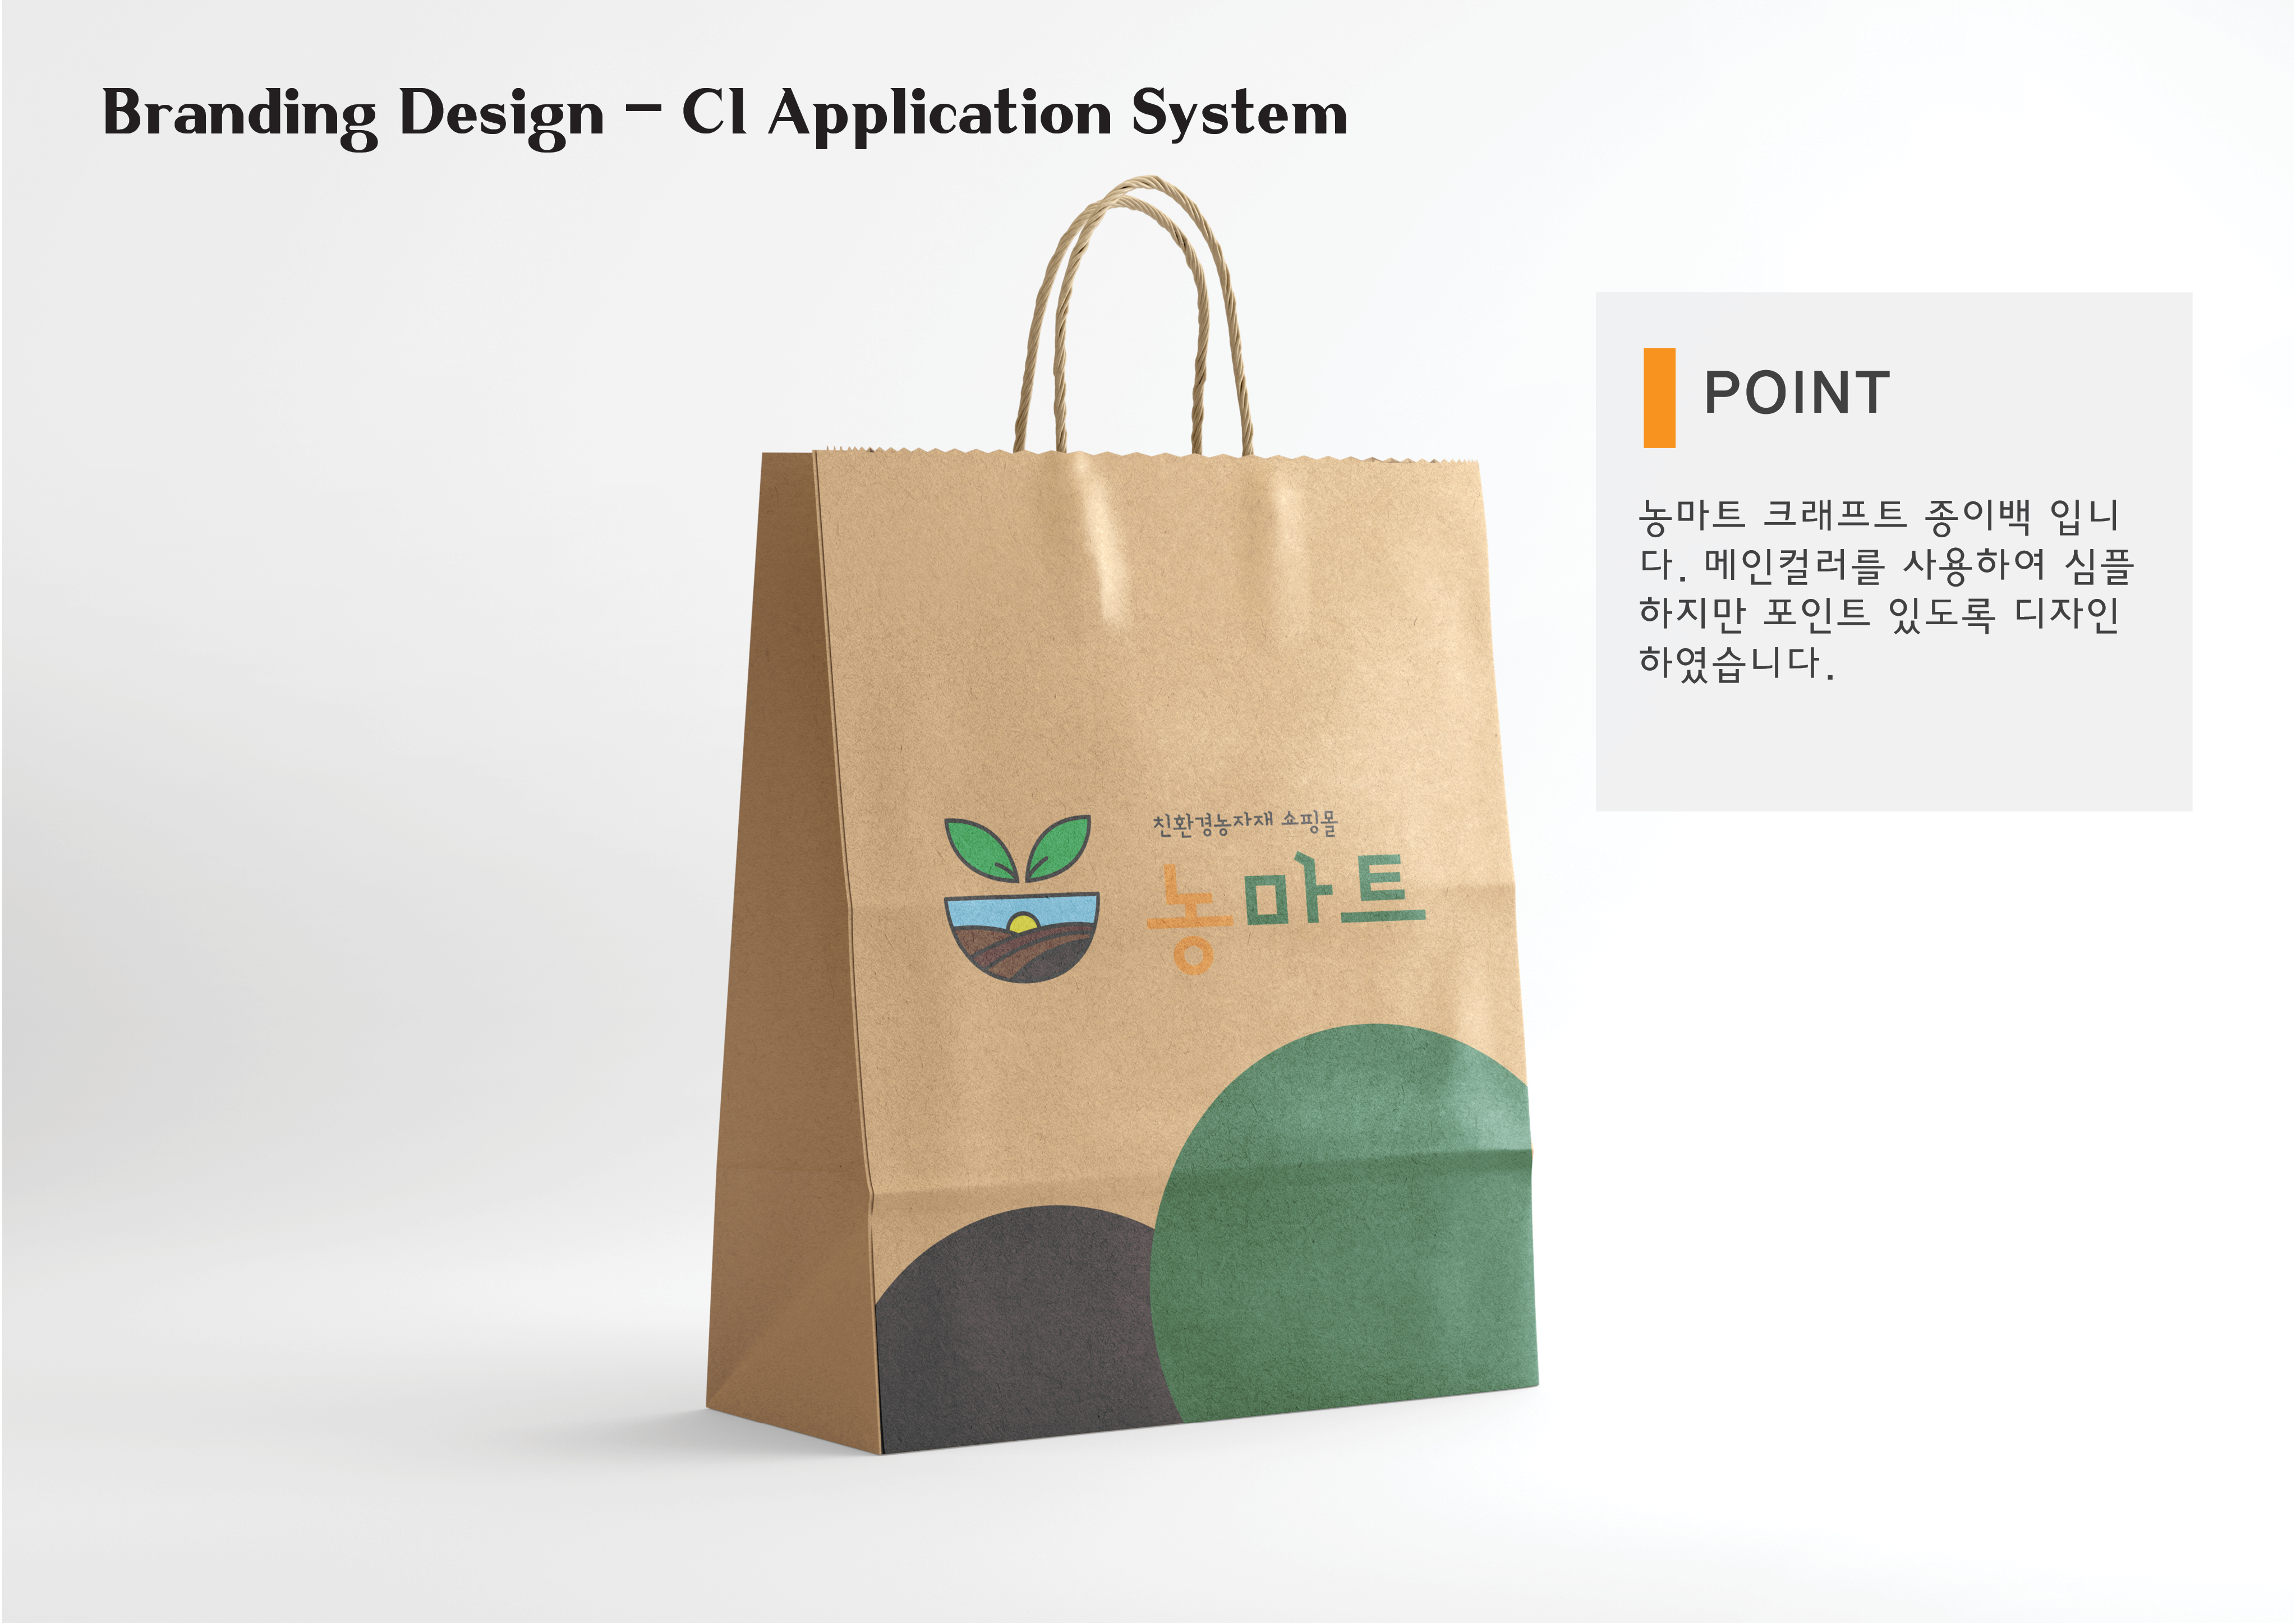 Branding Design - CI Application System
POINT
농마트 크래프트 종이백 입니
다. 메인컬러를 사용하여 심플
하지만 포인트 있도록 디자인
하였습니다.
친환경농자재 쇼핑몰
농마트